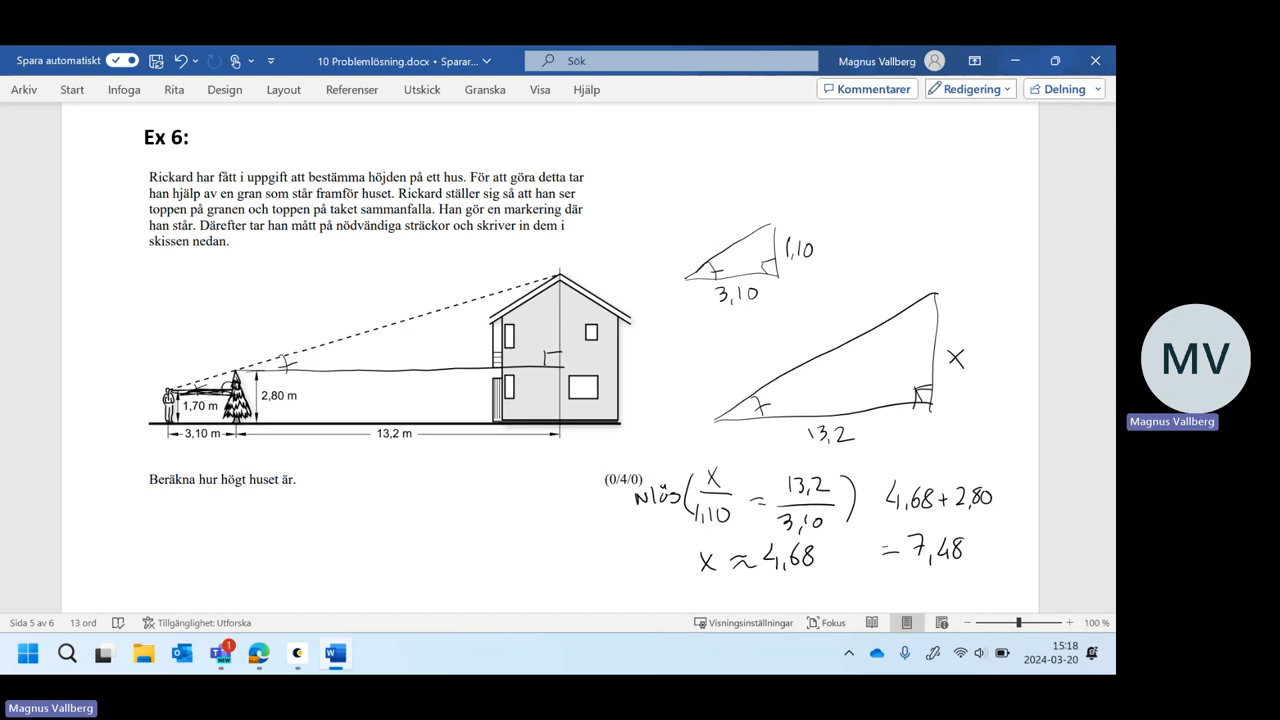 Spara automatiskt
10 Problemlösning.docx • Sparar...
Sök
Magnus Vallberg
Arkiv Start Infoga Rita Design Layout Referenser Utskick Granska Visa Hjälp
Kommentarer Redigering Delning
Ex 6:
Rickard har fått i uppgift att bestämma höjden på ett hus. För att göra detta tar
han hjälp av en gran som står framför huset. Rickard ställer sig så att han ser
toppen på granen och toppen på taket sammanfalla. Han gör en markering där
han står. Därefter tar han mått på nödvändiga sträckor och skriver in dem i
skissen nedan.
1,10
3,10
x
13,2
1,70 m
2,80 m
3,10 m
13,2 m
Beräkna hur högt huset är.
(0/4/0)
Nlös(x/1,10 = 13,2/3,10)
4,68+2,80
x ≈ 4,68
= 7,48
MV
Magnus Vallberg
Sida 5 av 6 13 ord Tillgänglighet: Utforska Visningsinställningar Fokus 100 %
1
NEW
15:18
2024-03-20
Magnus Vallberg